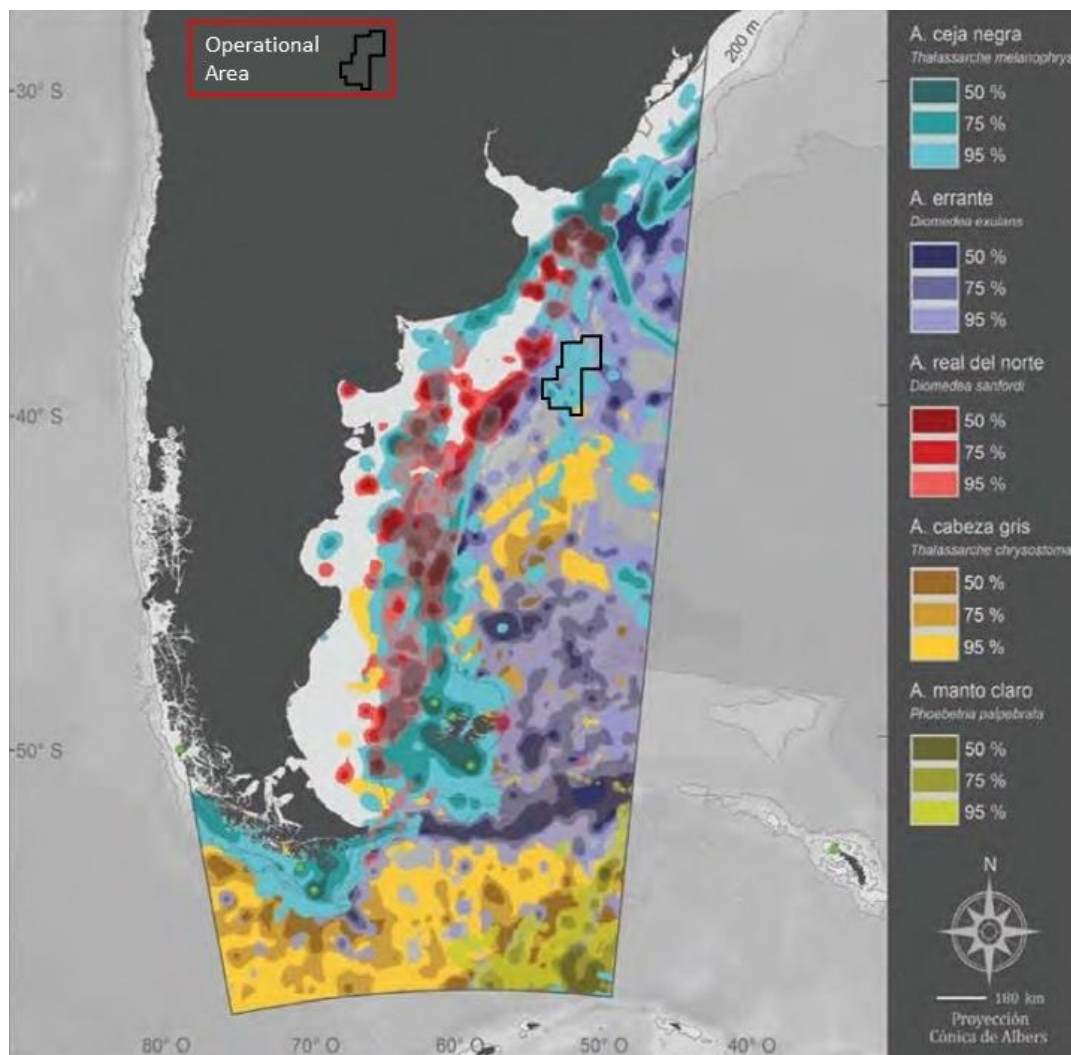 Operational
Area
200 m
30° S
40° S
50° S
80° O
70° O
60° O
50° O
40° O
A. ceja negra
Thalassarche melanophrys
50 %
75 %
95 %
A. errante
Diomedea exulans
50 %
75 %
95 %
A. real del norte
Diomedea sanfordi
50 %
75 %
95 %
A. cabeza gris
Thalassarche chrysostoma
50 %
75 %
95 %
A. manto claro
Phoebetria palpebrata
50 %
75 %
95 %
N
180 km
Proyección
Cónica de Albers